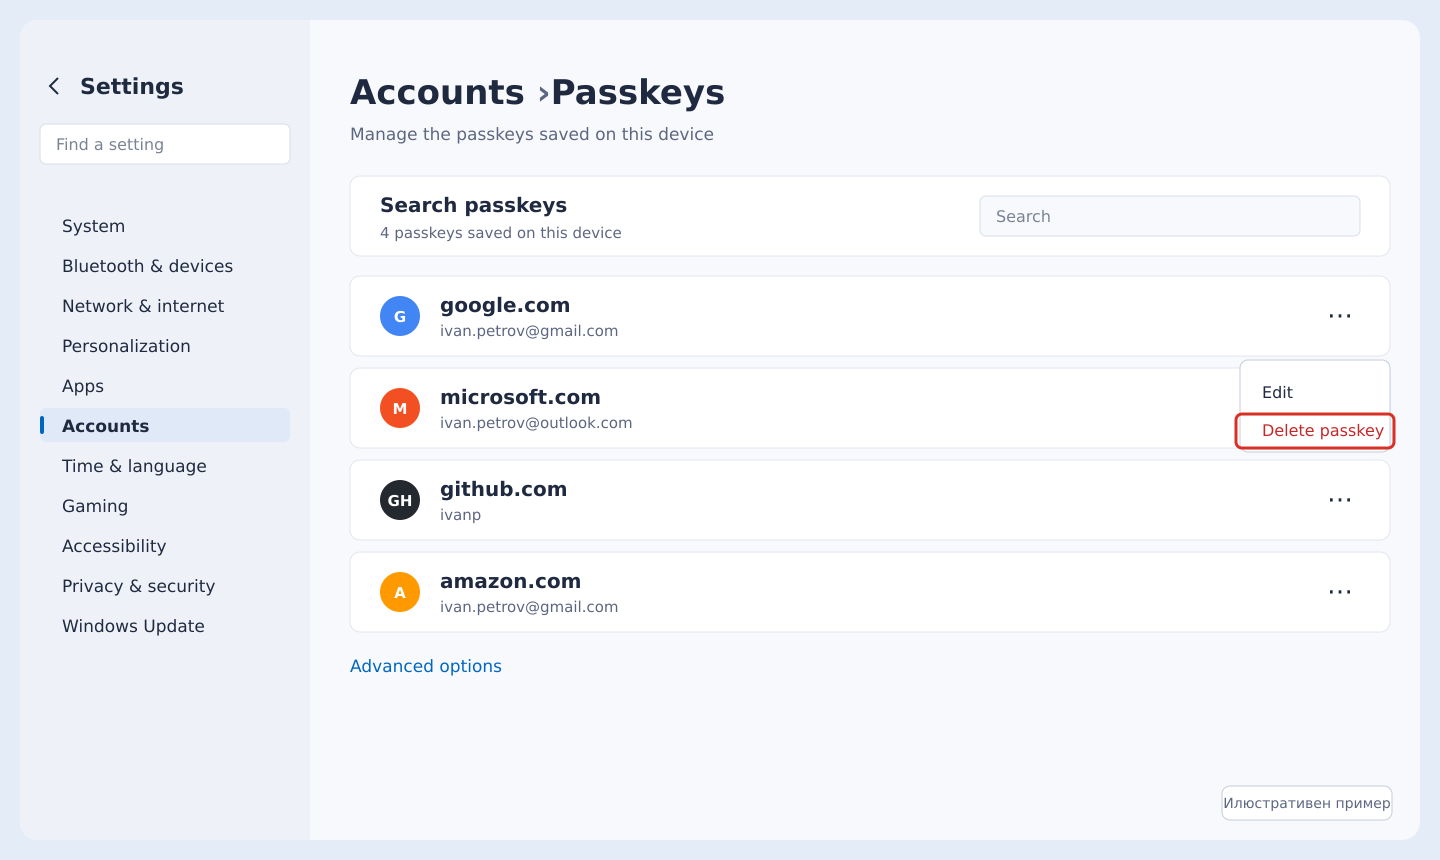 Settings
Find a setting
System
Bluetooth & devices
Network & internet
Personalization
Apps
Accounts
Time & language
Gaming
Accessibility
Privacy & security
Windows Update
Accounts ›Passkeys
Manage the passkeys saved on this device
Search passkeys
4 passkeys saved on this device
Search
G
google.com
ivan.petrov@gmail.com
...
M
microsoft.com
ivan.petrov@outlook.com
Edit
Delete passkey
GH
github.com
ivanp
...
A
amazon.com
ivan.petrov@gmail.com
...
Advanced options
Илюстративен пример